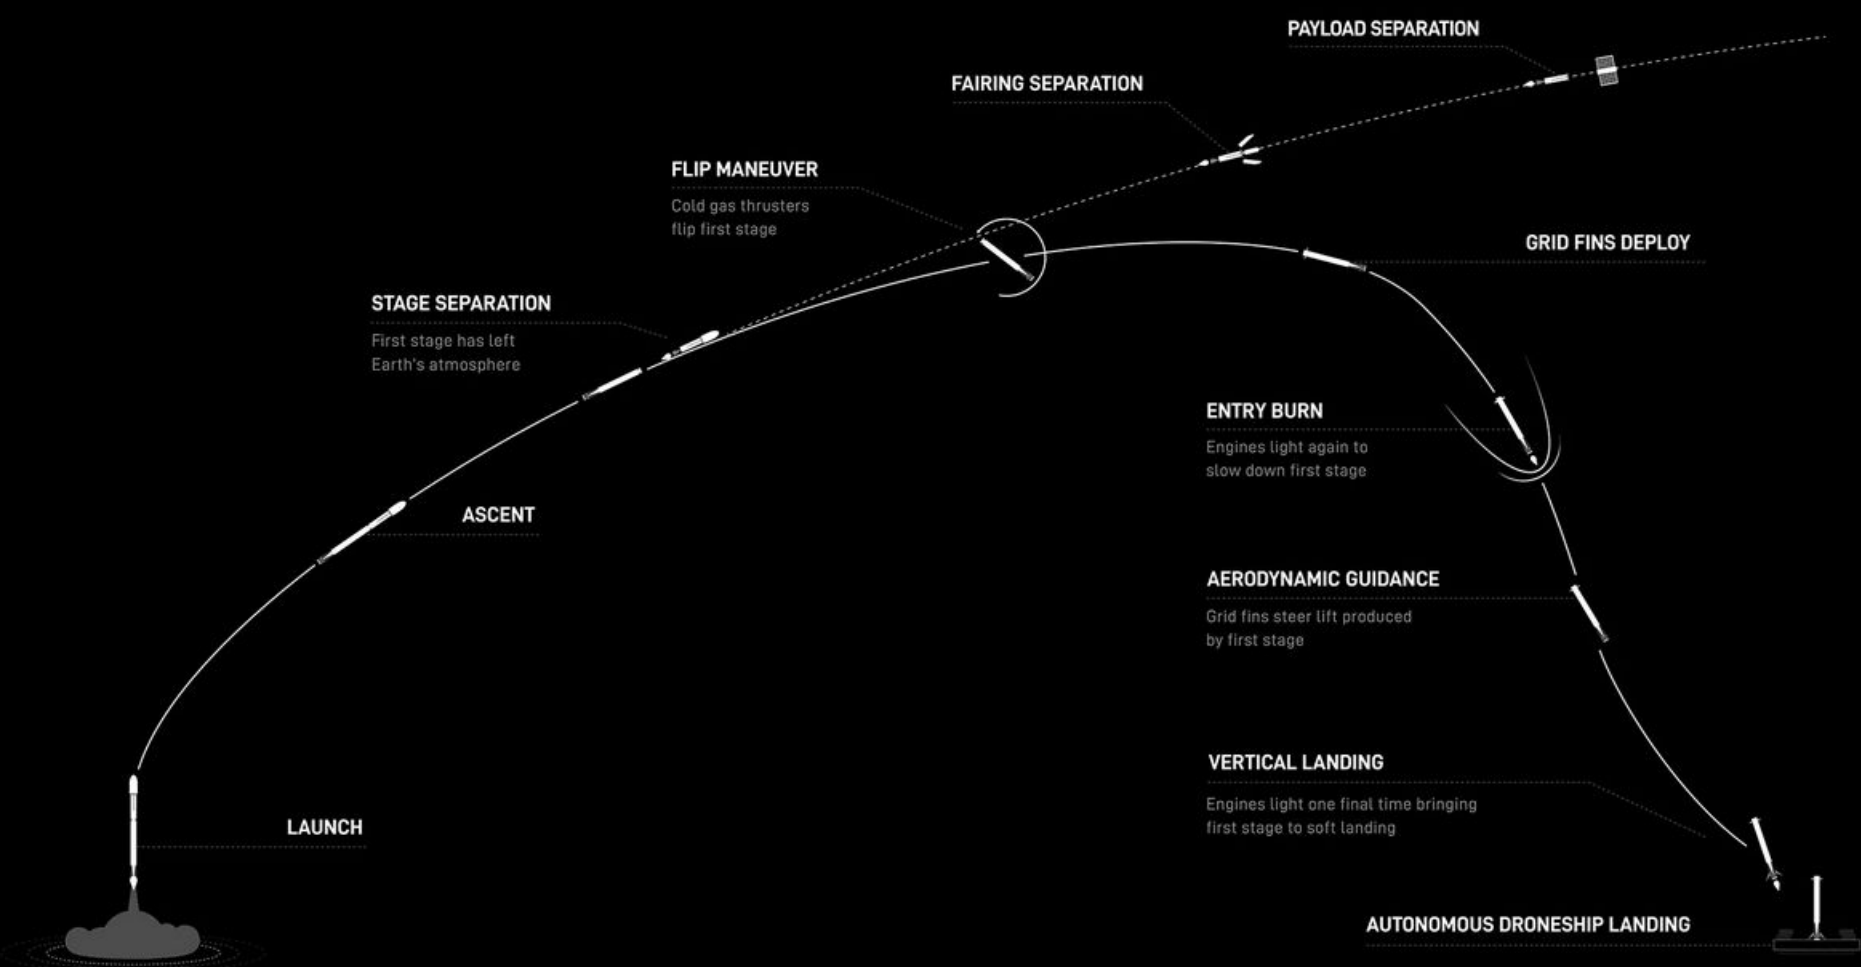 PAYLOAD SEPARATION
FAIRING SEPARATION
FLIP MANEUVER
Cold gas thrusters
flip first stage
GRID FINS DEPLOY
STAGE SEPARATION
First stage has left
Earth's atmosphere
ENTRY BURN
Engines light again to
slow down first stage
ASCENT
AERODYNAMIC GUIDANCE
Grid fins steer lift produced
by first stage
VERTICAL LANDING
Engines light one final time bringing
first stage to soft landing
LAUNCH
AUTONOMOUS DRONESHIP LANDING